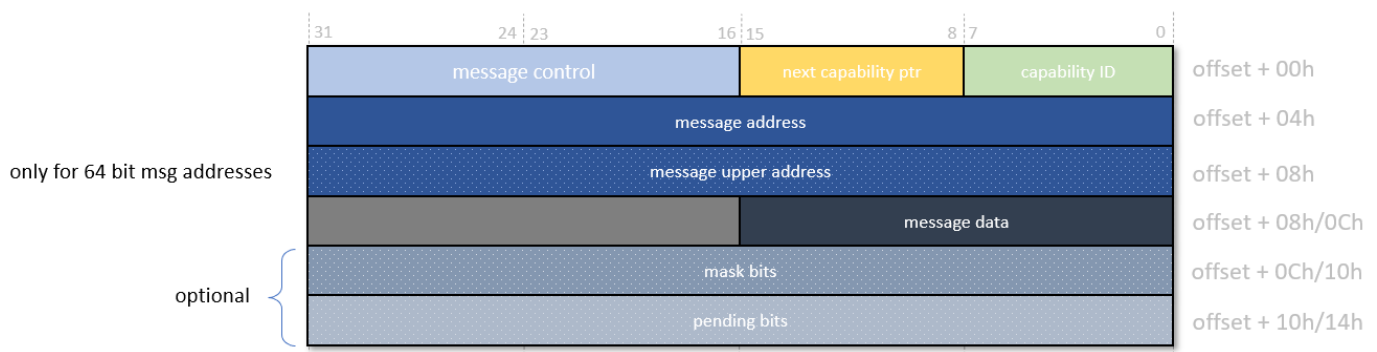 31 24 23 16 15 8 7 0
message control next capability ptr capability ID offset + 00h
message address offset + 04h
only for 64 bit msg addresses message upper address offset + 08h
message data offset + 08h/0Ch
mask bits offset + 0Ch/10h
optional
pending bits offset + 10h/14h